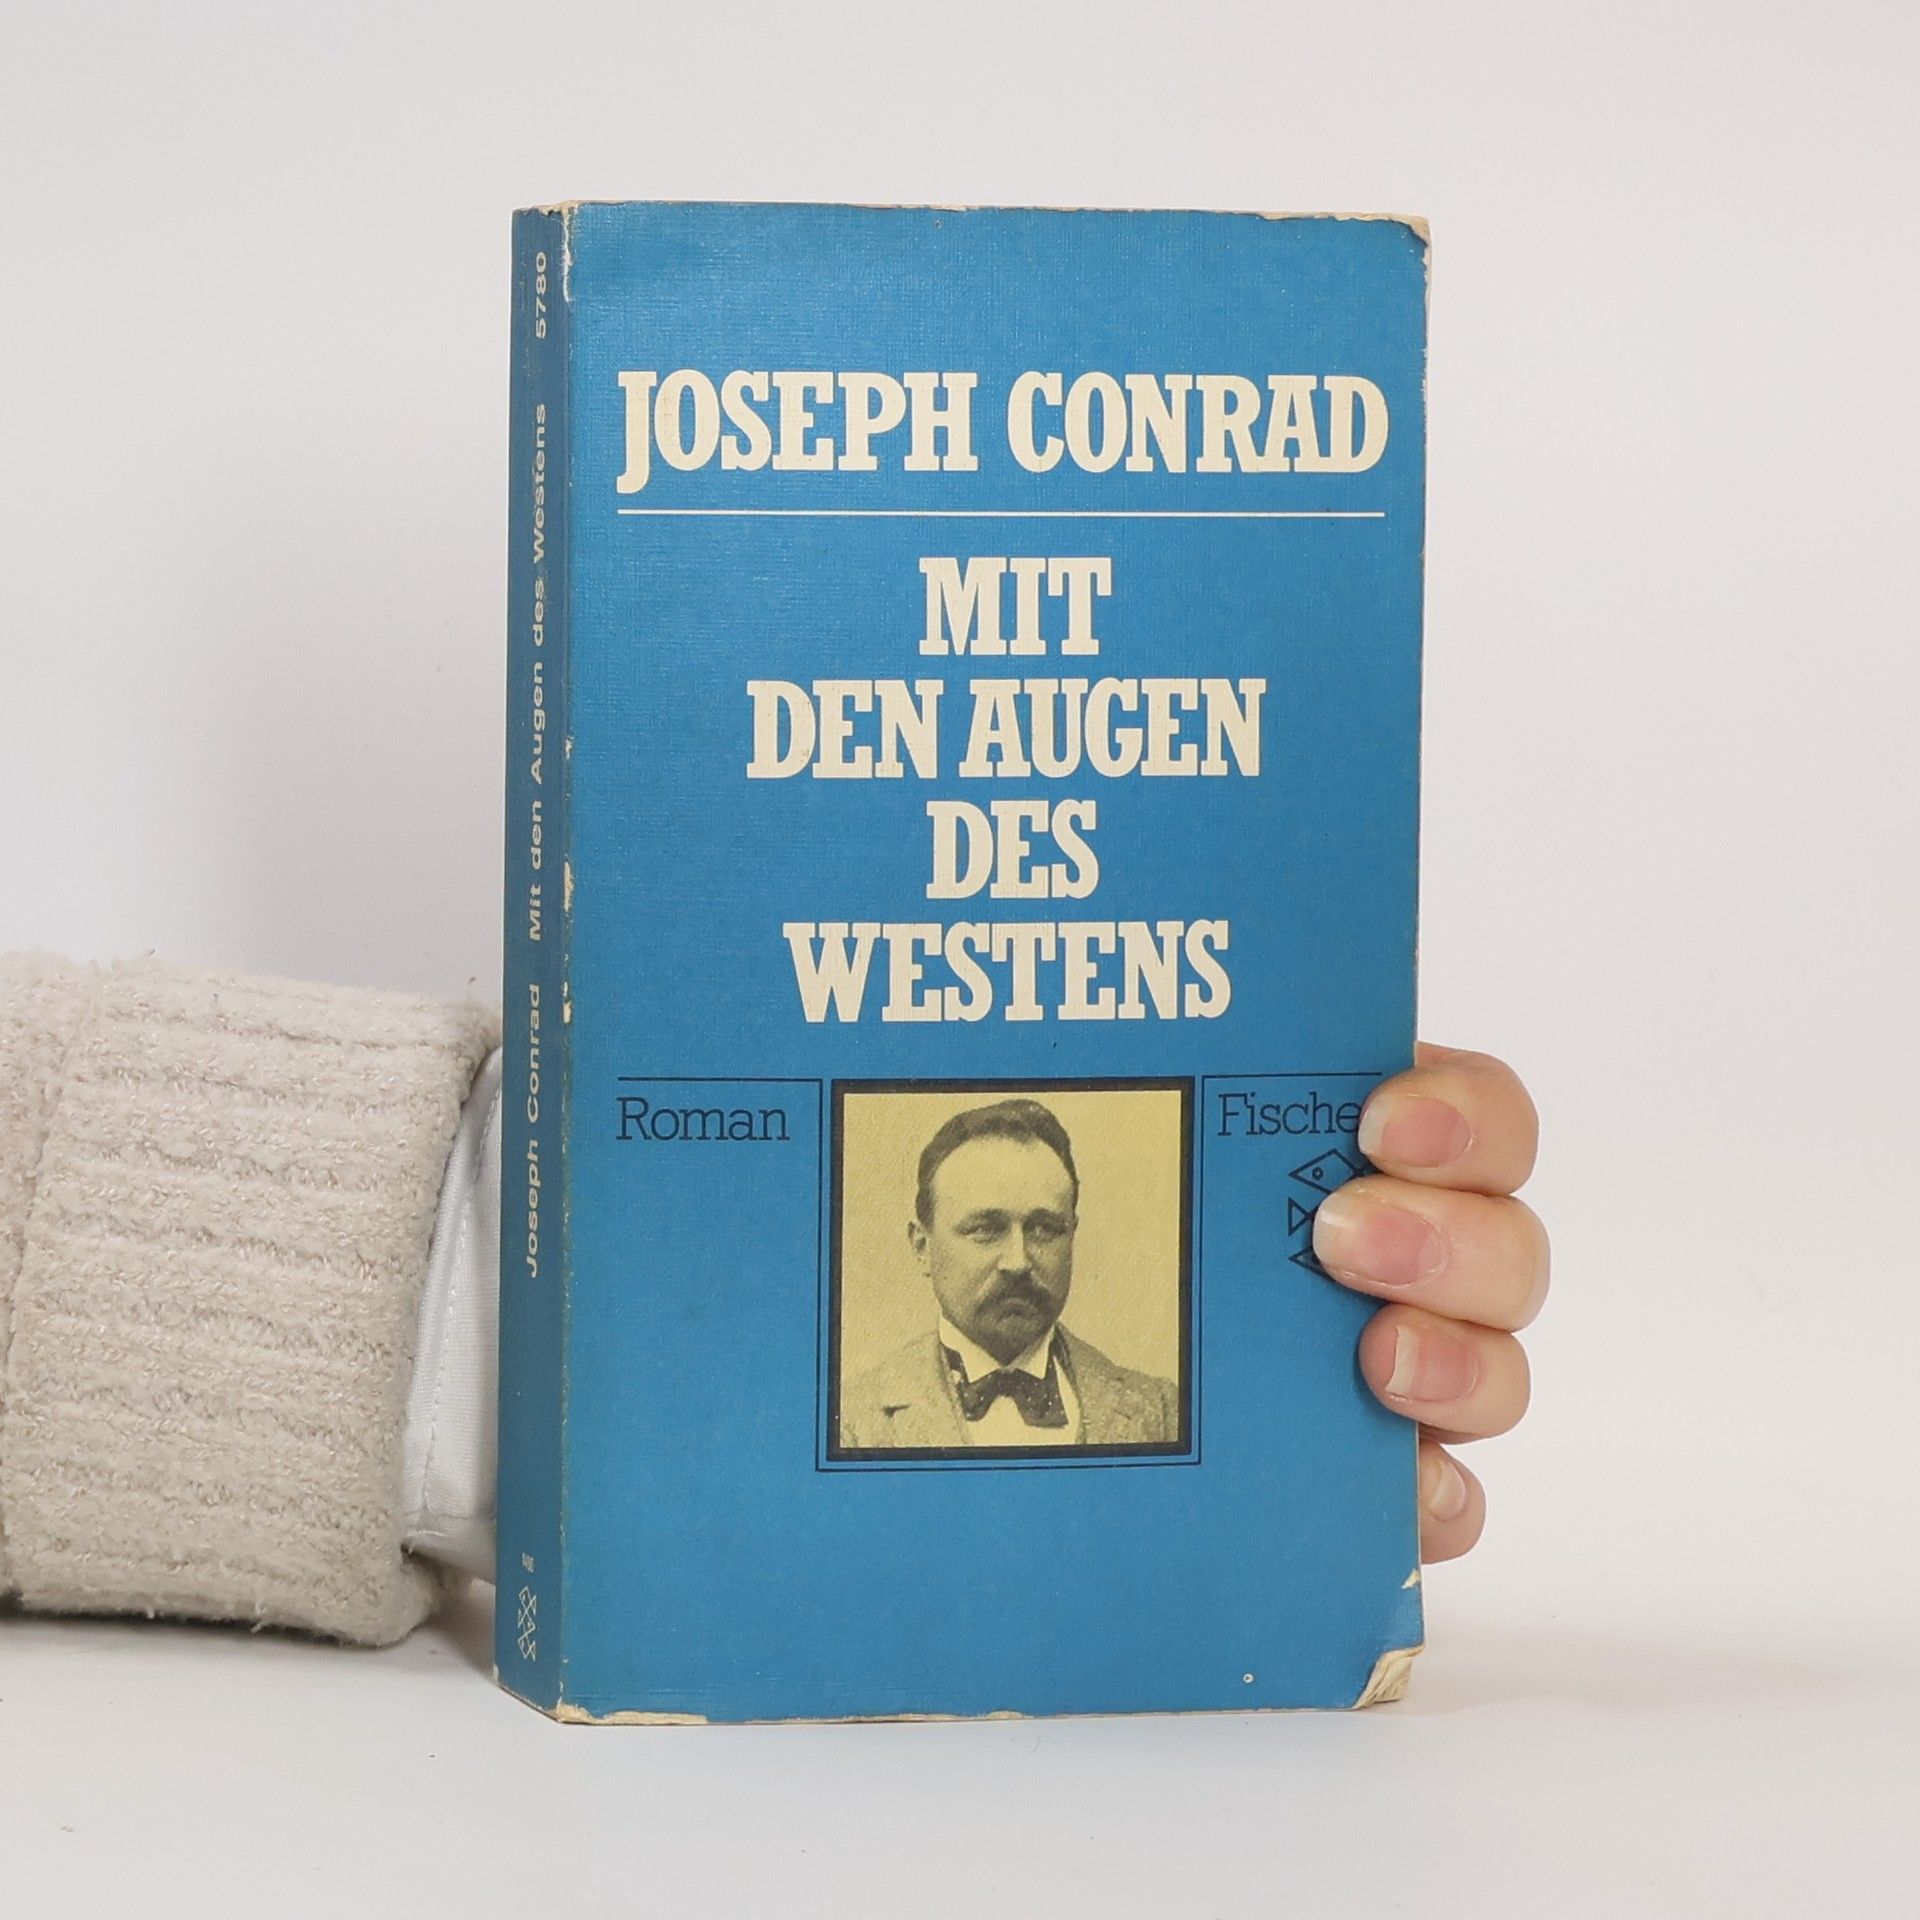 JOSEPH CONRAD
MIT
DEN AUGEN
DES
WESTENS
Roman
Fische
Joseph Conrad Mit den Augen des Westens 5780